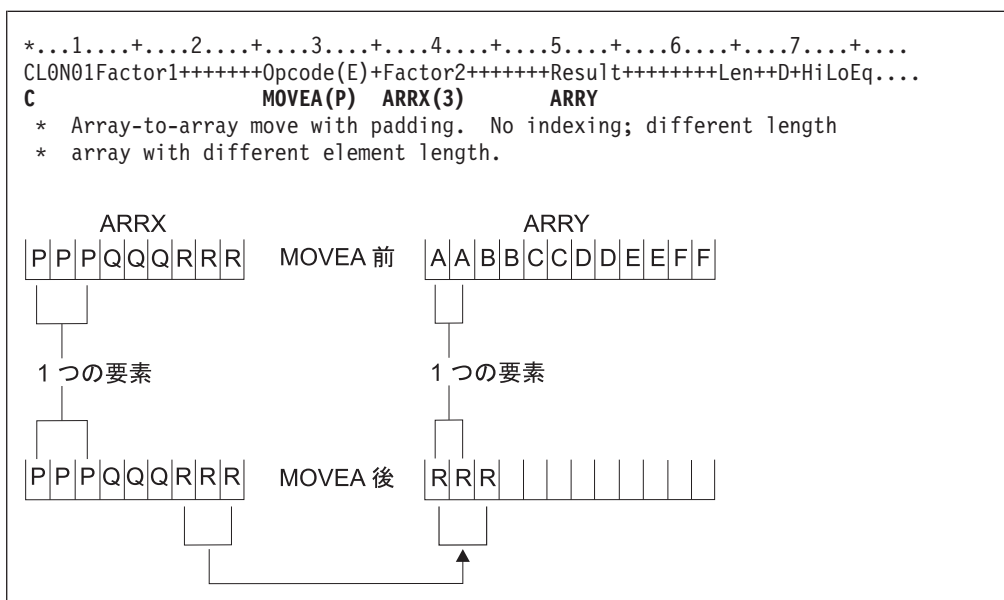 *...1....+....2....+....3....+....4....+....5....+....6....+....7....+....
CL0N01Factor1+++++++Opcode(E)+Factor2+++++++Result++++++++Len++D+HiLoEq....
C                   MOVEA(P)  ARRX(3)       ARRY
 *  Array-to-array move with padding.  No indexing; different length
 *  array with different element length.
ARRX ARRY
P P P Q Q Q R R R MOVEA 前 A A B B C C D D E E F F
1 つの要素 1 つの要素
P P P Q Q Q R R R MOVEA 後 R R R